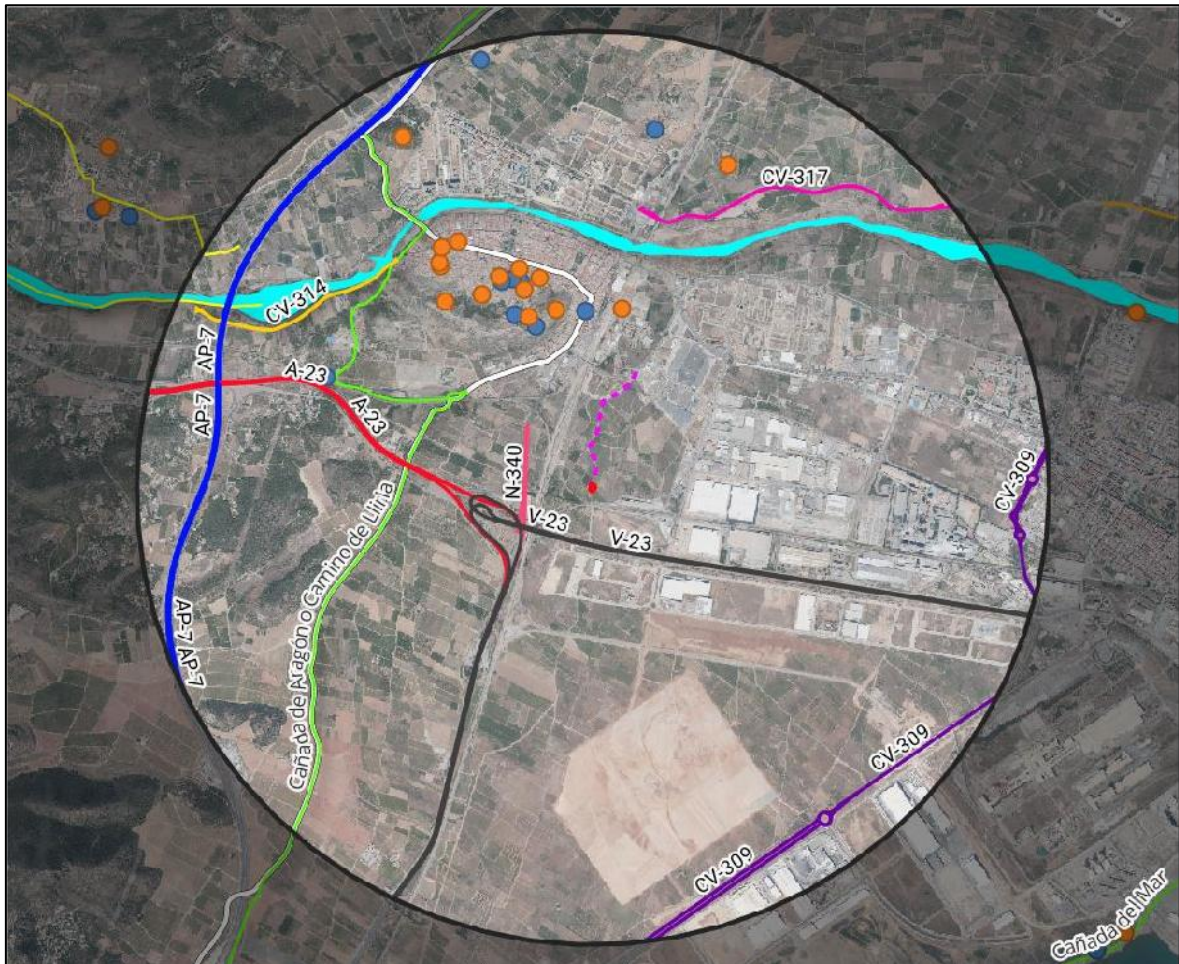 CV-317
CV-314
AP-7
A-23
AP-7
A-23
N-340
CV-309
V-23
V-23
Cañada de Aragón o Camino de Lliria
AP-7
AP-7
CV-309
CV-309
Cañada del Mar